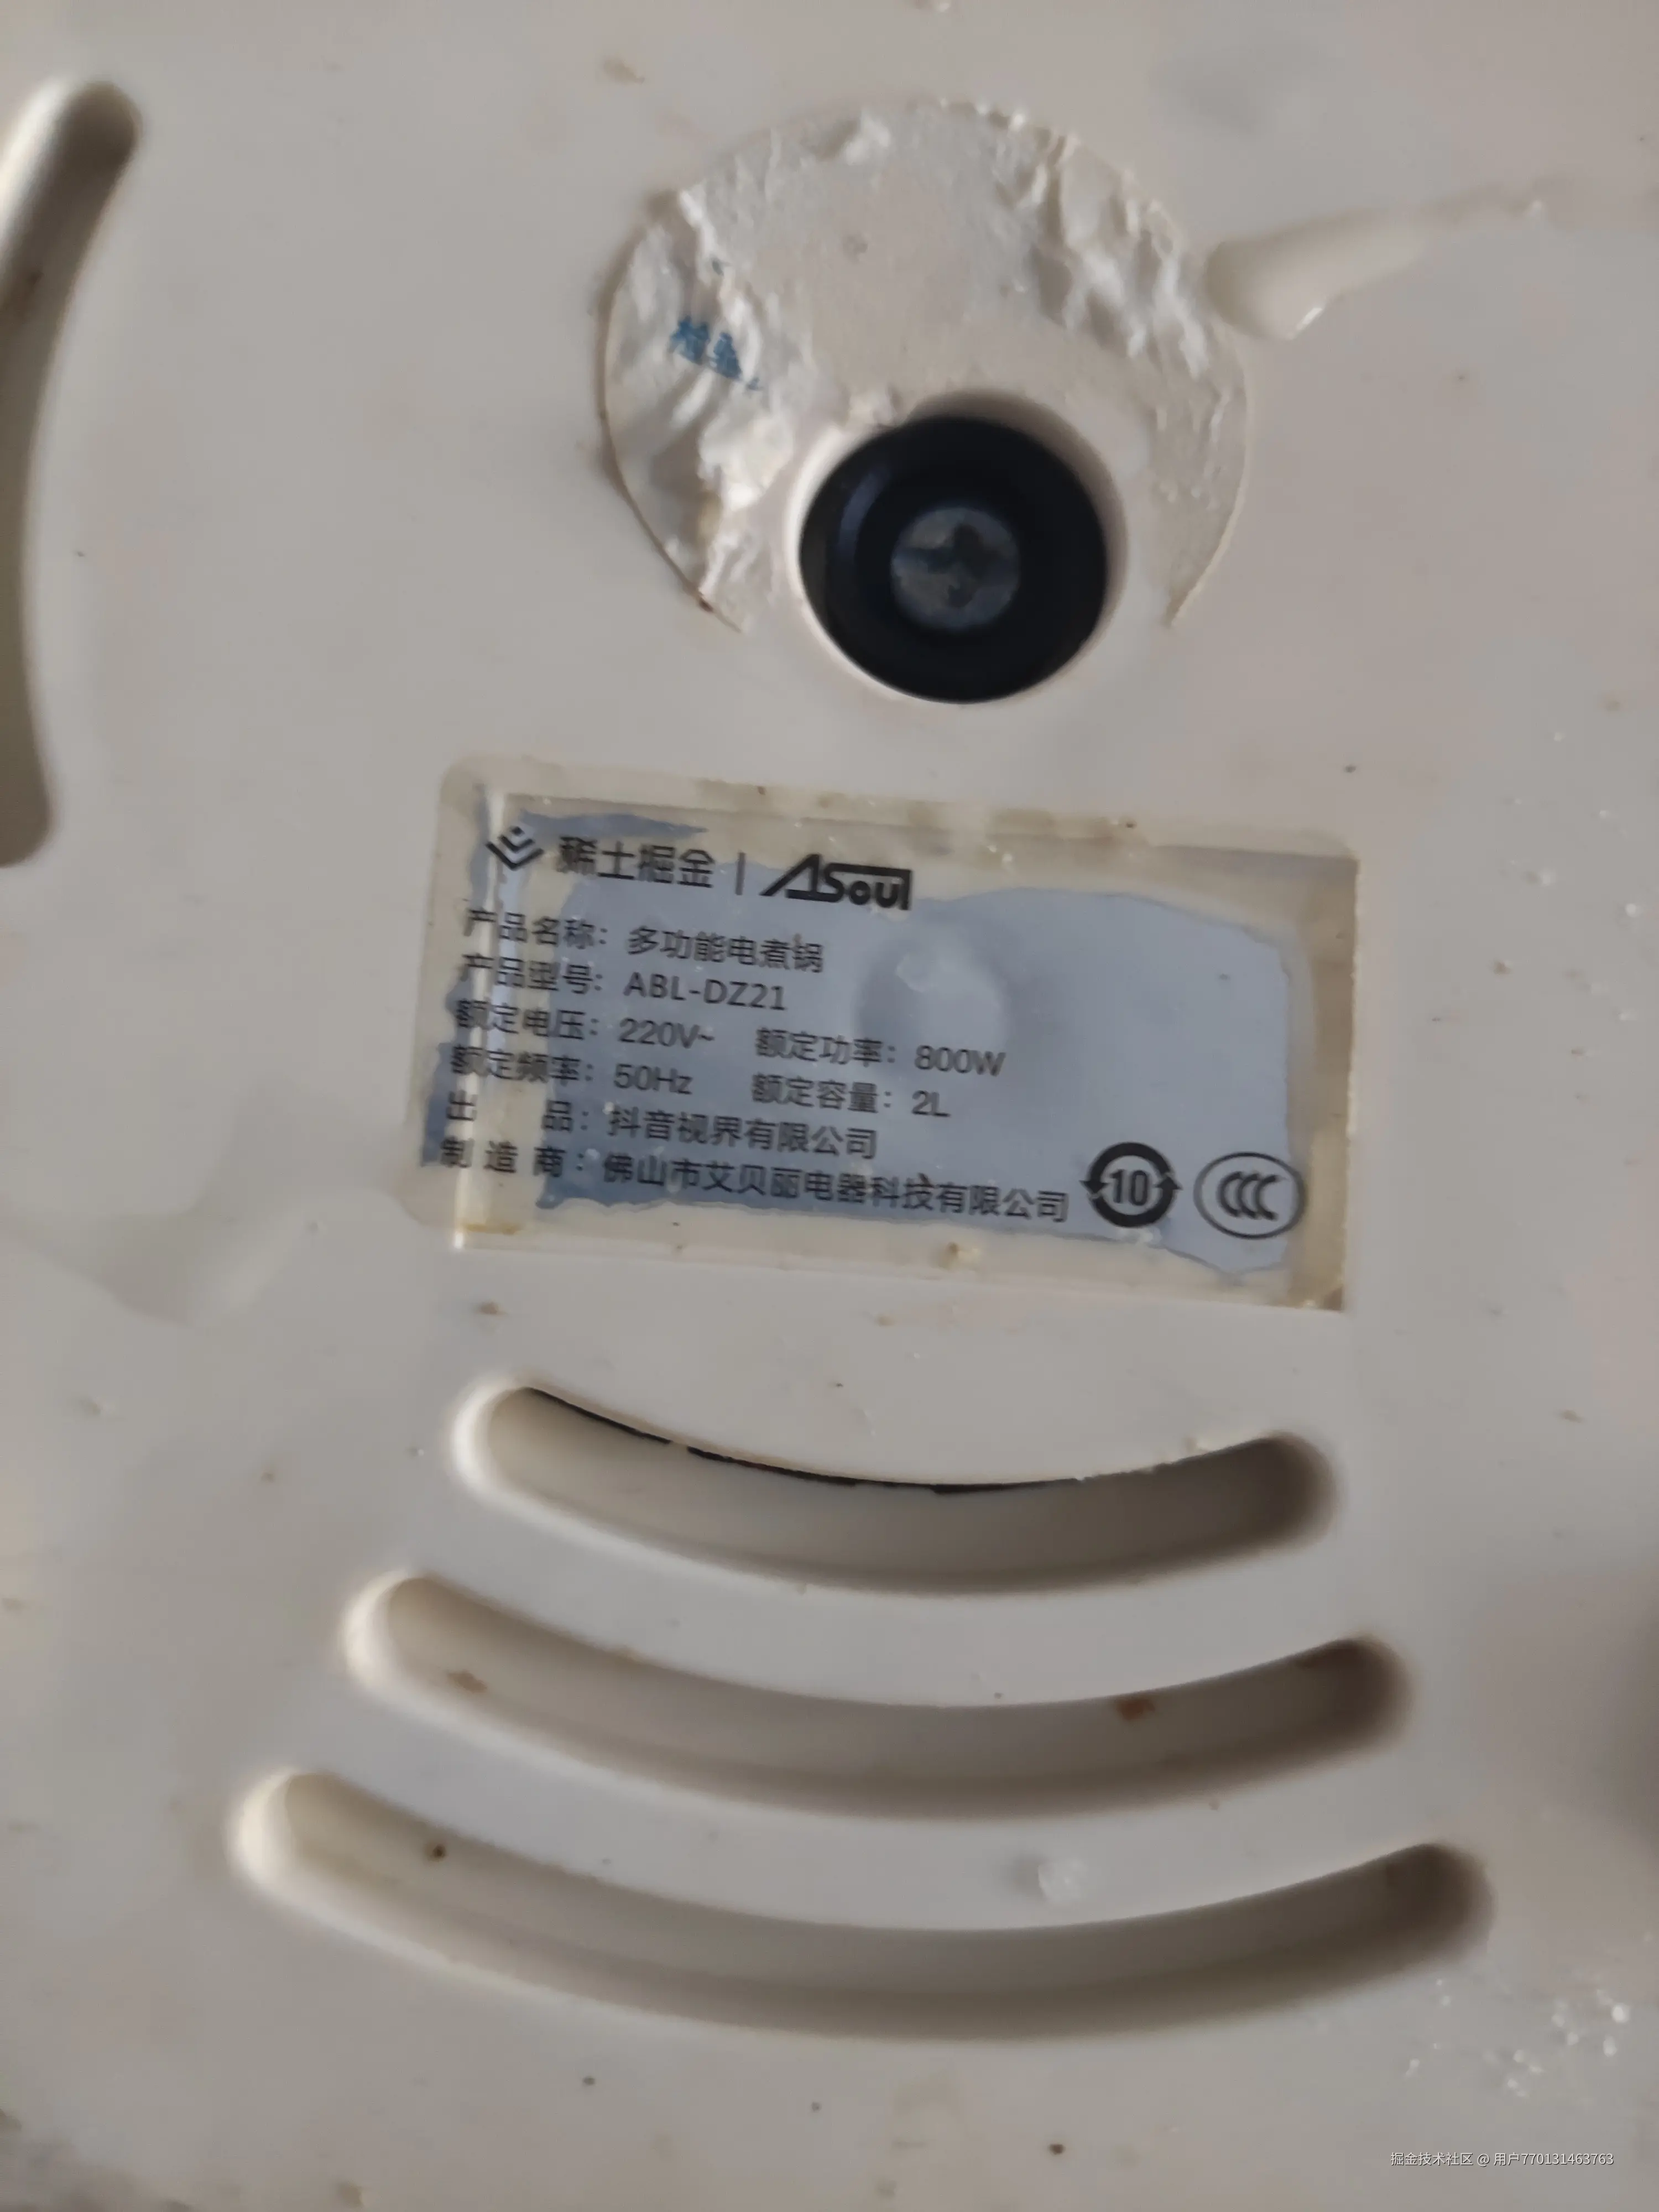 检验
稀土掘金 | ASoul
产品名称：多功能电煮锅
产品型号：ABL-DZ21
额定电压：220V~ 额定功率：800W
额定频率：50Hz 额定容量：2L
出 品：抖音视界有限公司
制 造 商：佛山市艾贝丽电器科技有限公司
10 CCC
掘金技术社区 @ 用户770131463763